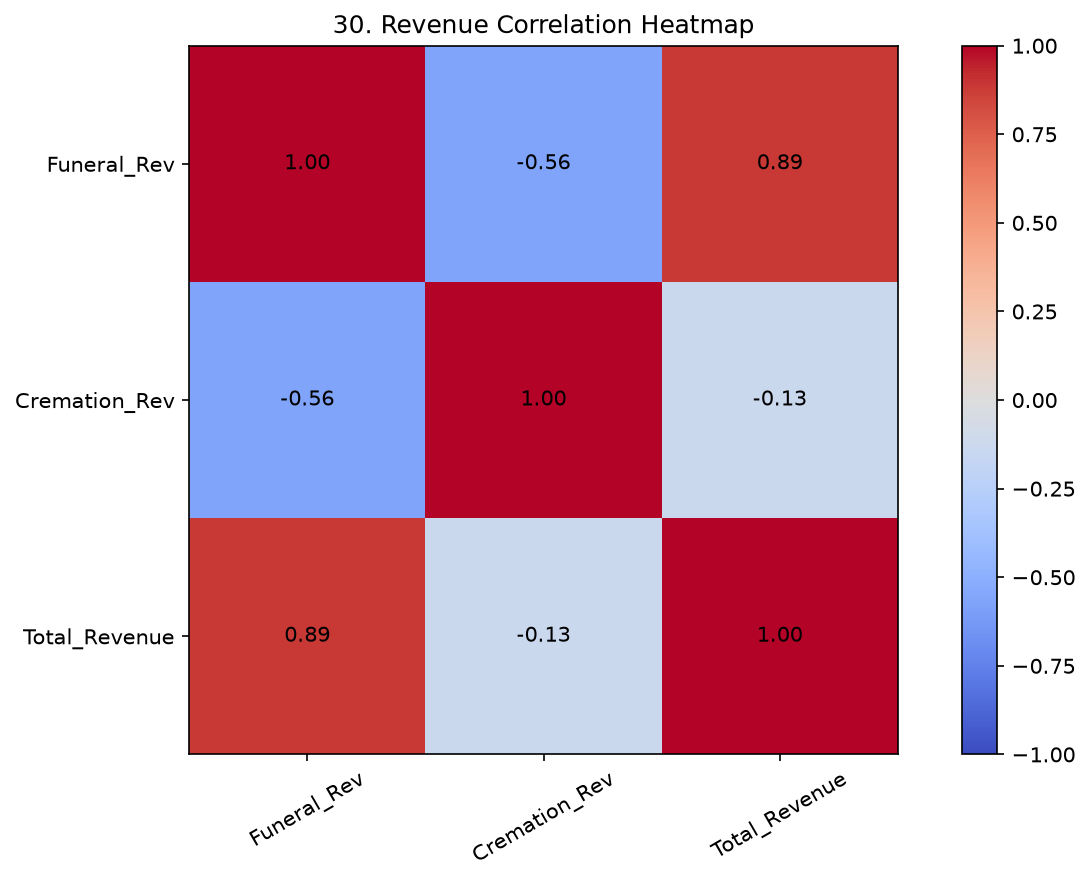 30. Revenue Correlation Heatmap
Funeral_Rev 1.00 -0.56 0.89
Cremation_Rev -0.56 1.00 -0.13
Total_Revenue 0.89 -0.13 1.00
Funeral_Rev Cremation_Rev Total_Revenue
1.00
0.75
0.50
0.25
0.00
−0.25
−0.50
−0.75
−1.00